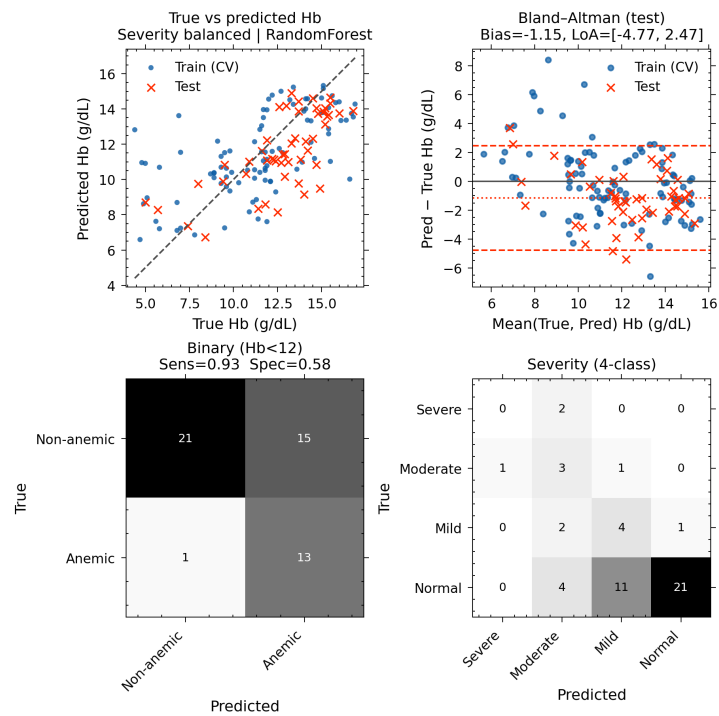 True vs predicted Hb
Severity balanced | RandomForest
Train (CV)
Test
Predicted Hb (g/dL)
16
14
12
10
8
6
4
5.0
7.5
10.0
12.5
15.0
True Hb (g/dL)
Bland–Altman (test)
Bias=-1.15, LoA=[-4.77, 2.47]
Train (CV)
Test
Pred − True Hb (g/dL)
8
6
4
2
0
−2
−4
−6
6
8
10
12
14
16
Mean(True, Pred) Hb (g/dL)
Binary (Hb<12)
Sens=0.93 Spec=0.58
True
Non-anemic
21
15
Anemic
1
13
Non-anemic
Anemic
Predicted
Severity (4-class)
True
Severe
0
2
0
0
Moderate
1
3
1
0
Mild
0
2
4
1
Normal
0
4
11
21
Severe
Moderate
Mild
Normal
Predicted